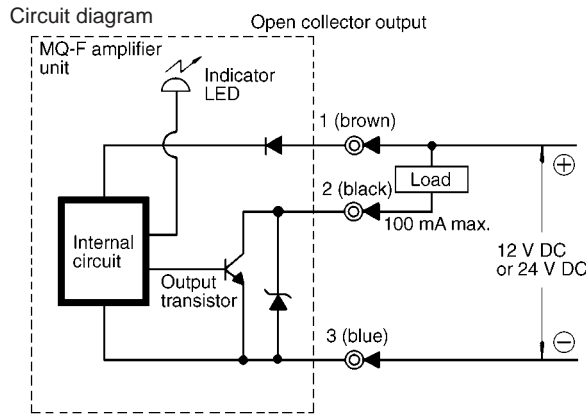 Circuit diagram
Open collector output
MQ-F amplifier
unit
Indicator
LED
1 (brown)
+
Load
2 (black)
100 mA max.
Internal
circuit
Output
transistor
12 V DC
or 24 V DC
3 (blue)
−